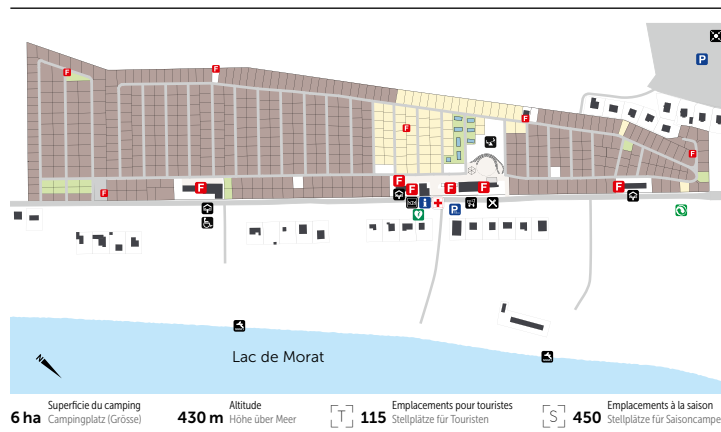 F
F
P
F
F
F
F
F
F
F
F
F
F
i
P
Lac de Morat
N
6 ha Superficie du camping
Campingplatz (Grösse)
430 m Altitude
Höhe über Meer
T 115 Emplacements pour touristes
Stellplätze für Touristen
S 450 Emplacements à la saison
Stellplätze für Saisoncampe